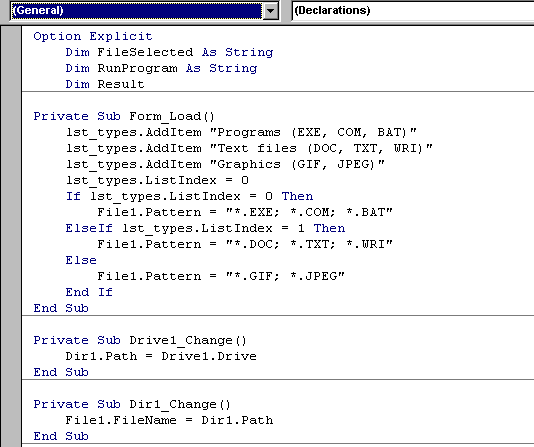 (General) (Declarations)
Option Explicit
    Dim FileSelected As String
    Dim RunProgram As String
    Dim Result
Private Sub Form_Load()
    lst_types.AddItem "Programs (EXE, COM, BAT)"
    lst_types.AddItem "Text files (DOC, TXT, WRI)"
    lst_types.AddItem "Graphics (GIF, JPEG)"
    lst_types.ListIndex = 0
    If lst_types.ListIndex = 0 Then
        File1.Pattern = "*.EXE; *.COM; *.BAT"
    ElseIf lst_types.ListIndex = 1 Then
        File1.Pattern = "*.DOC; *.TXT; *.WRI"
    Else
        File1.Pattern = "*.GIF; *.JPEG"
    End If
End Sub
Private Sub Drive1_Change()
    Dir1.Path = Drive1.Drive
End Sub
Private Sub Dir1_Change()
    File1.FileName = Dir1.Path
End Sub